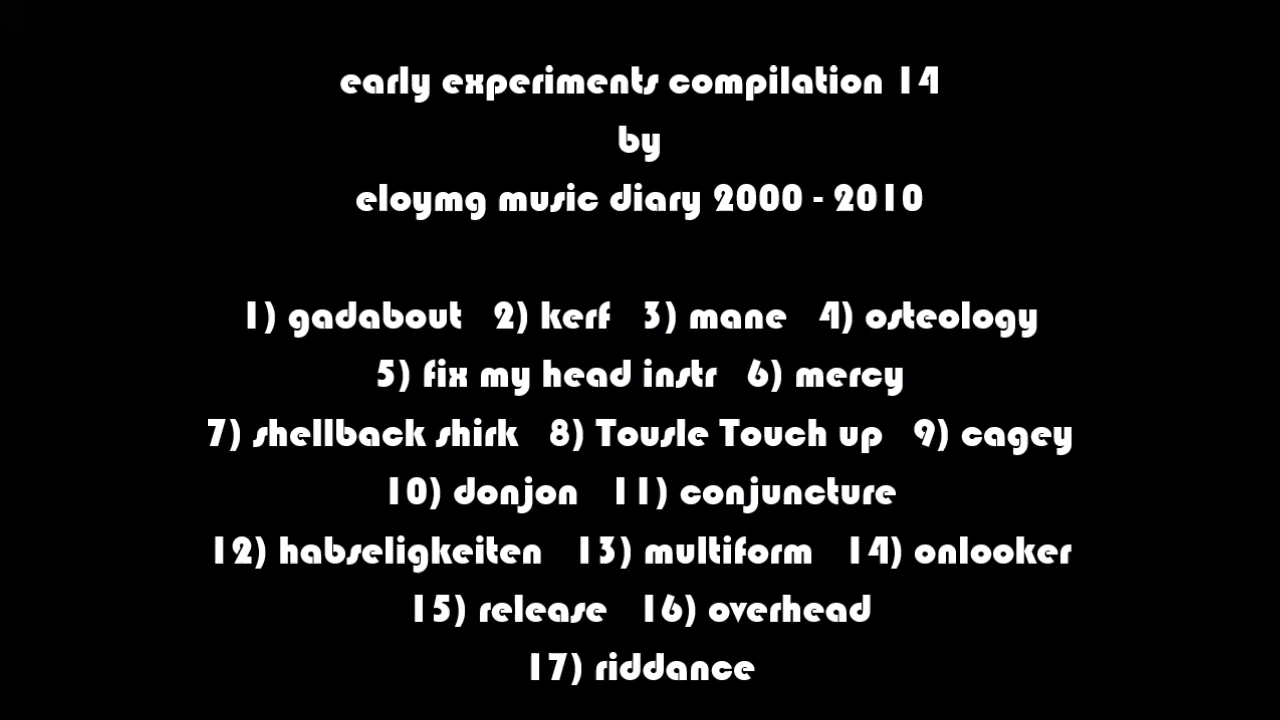 early experiments compilation 14
by
eloymg music diary 2000 - 2010
1) gadabout 2) kerf 3) mane 4) osteology
5) fix my head instr 6) mercy
7) shellback shirk 8) Tousle Touch up 9) cagey
10) donjon 11) conjuncture
12) habseligkeiten 13) multiform 14) onlooker
15) release 16) overhead
17) riddance